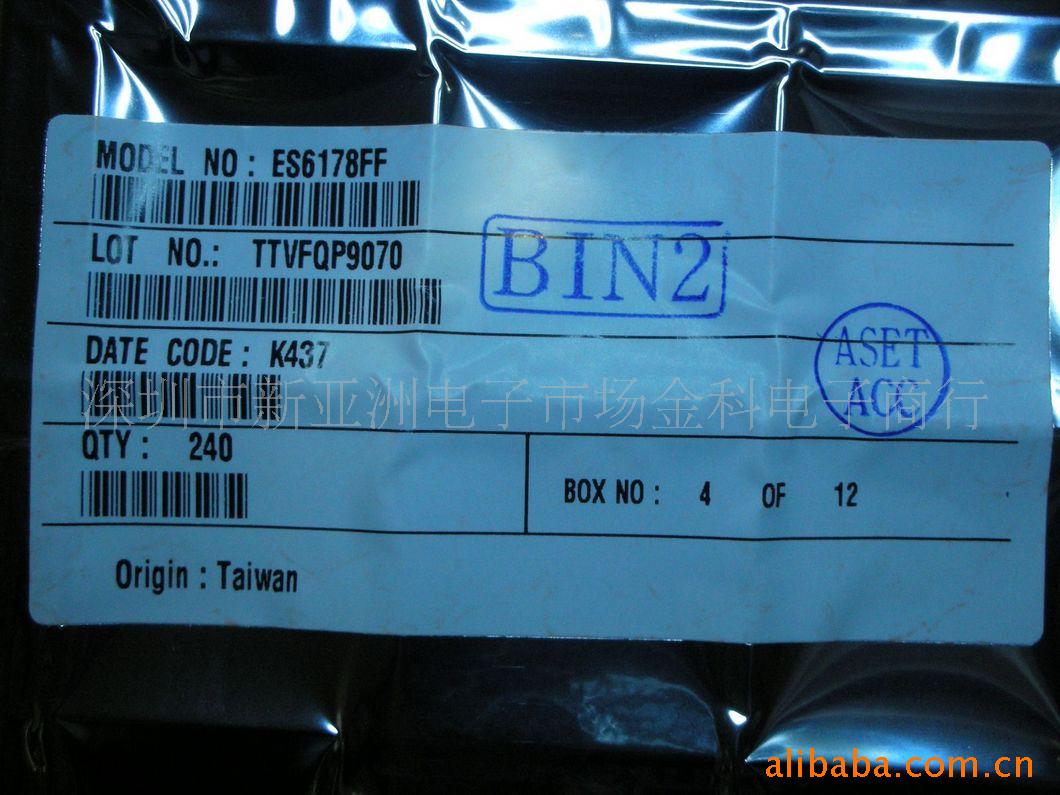 MODEL NO: ES6178FF
LOT NO.: TTVFQP9070
BIN2
DATE CODE: K437
ASET
ACC
深圳市新亚洲电子市场金科电子商行
QTY: 240
BOX NO: 4 OF 12
Origin: Taiwan
alibaba.com.cn